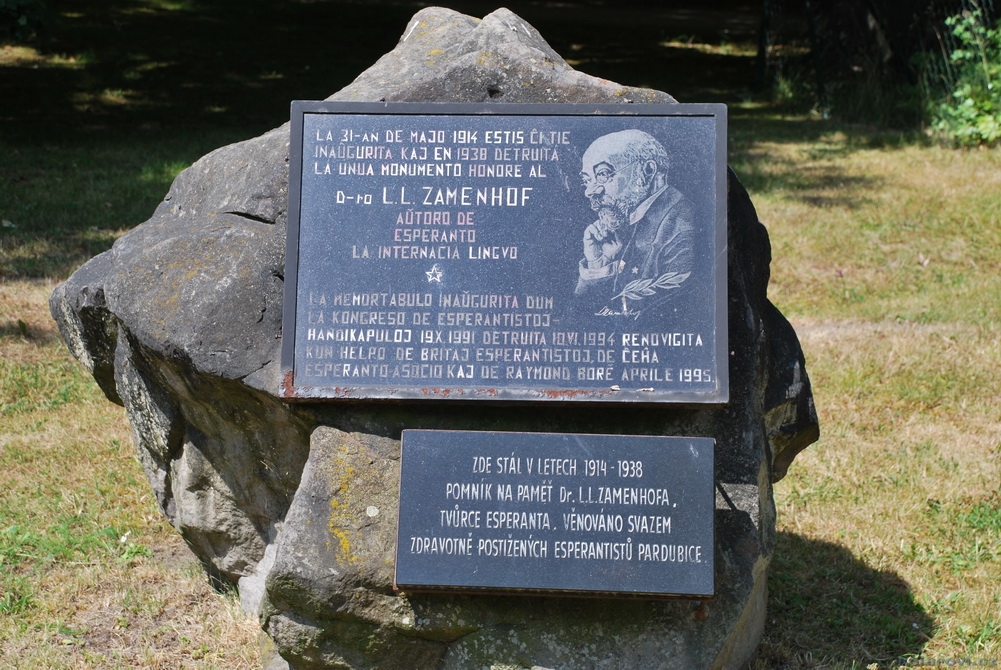 LA 31-AN DE MAJO 1914 ESTIS ĈI TIE
INAŬGURITA KAJ EN 1938 DETRUITA
LA UNUA MONUMENTO HONORE AL
D-ro L.L. ZAMENHOF
AŬTORO DE
ESPERANTO
LA INTERNACIA LINGVO
LA MEMORTABULO INAŬGURITA DUM
LA KONGRESO DE ESPERANTISTOJ-
HANDIKAPULOJ 19.X.1991 DETRUITA 10.VI.1994 RENOVIGITA
KUN HELPO DE BRITAJ ESPERANTISTOJ, DE ĈEĤA
ESPERANTO-ASOCIO KAJ DE RAYMOND BORÉ APRILE 1995.
ZDE STÁL V LETECH 1914 - 1938
POMNÍK NA PAMĚŤ Dr. L.L. ZAMENHOFA,
TVŮRCE ESPERANTA. VĚNOVÁNO SVAZEM
ZDRAVOTNĚ POSTIŽENÝCH ESPERANTISTŮ PARDUBICE.